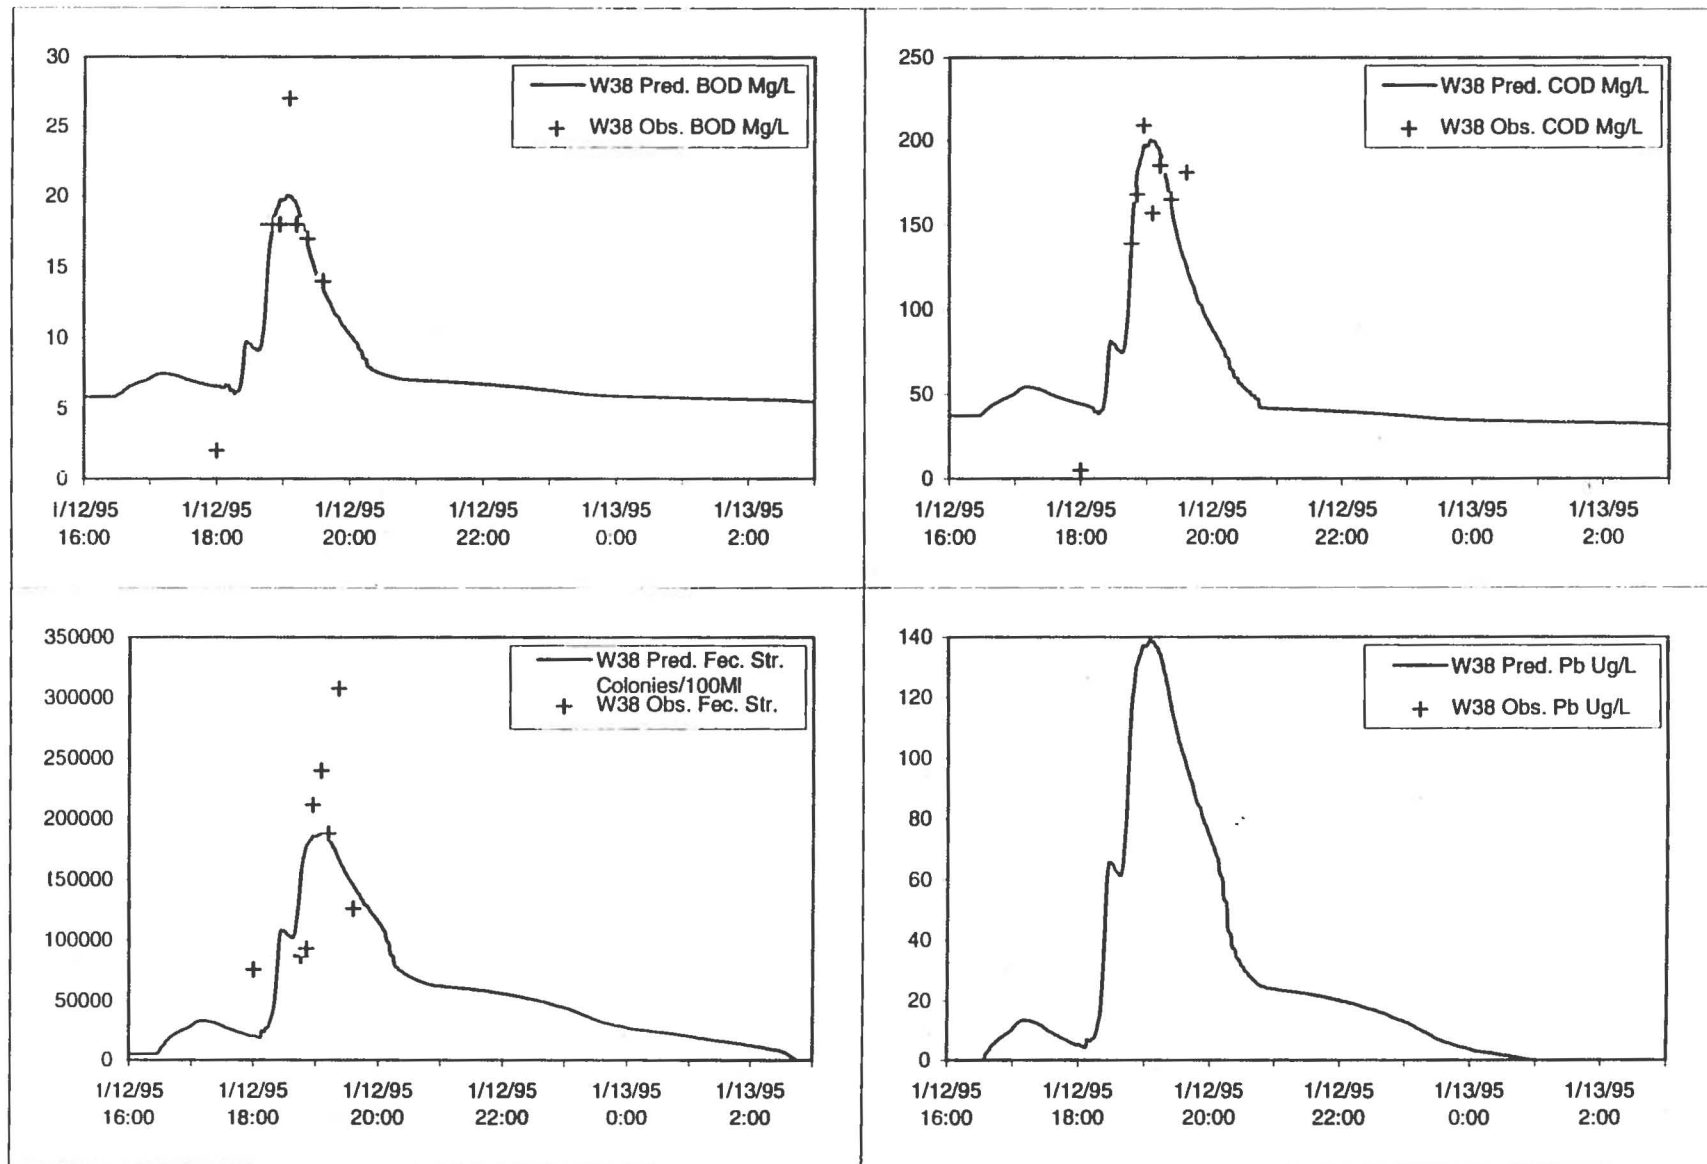 30
25
20
15
10
5
0
W38 Pred. BOD Mg/L
W38 Obs. BOD Mg/L
1/12/95 1/12/95 1/12/95 1/12/95 1/13/95 1/13/95
16:00 18:00 20:00 22:00 0:00 2:00
250
200
150
100
50
0
W38 Pred. COD Mg/L
W38 Obs. COD Mg/L
1/12/95 1/12/95 1/12/95 1/12/95 1/13/95 1/13/95
16:00 18:00 20:00 22:00 0:00 2:00
350000
300000
250000
200000
150000
100000
50000
0
W38 Pred. Fec. Str.
Colonies/100Ml
W38 Obs. Fec. Str.
1/12/95 1/12/95 1/12/95 1/12/95 1/13/95 1/13/95
16:00 18:00 20:00 22:00 0:00 2:00
140
120
100
80
60
40
20
0
W38 Pred. Pb Ug/L
W38 Obs. Pb Ug/L
1/12/95 1/12/95 1/12/95 1/12/95 1/13/95 1/13/95
16:00 18:00 20:00 22:00 0:00 2:00